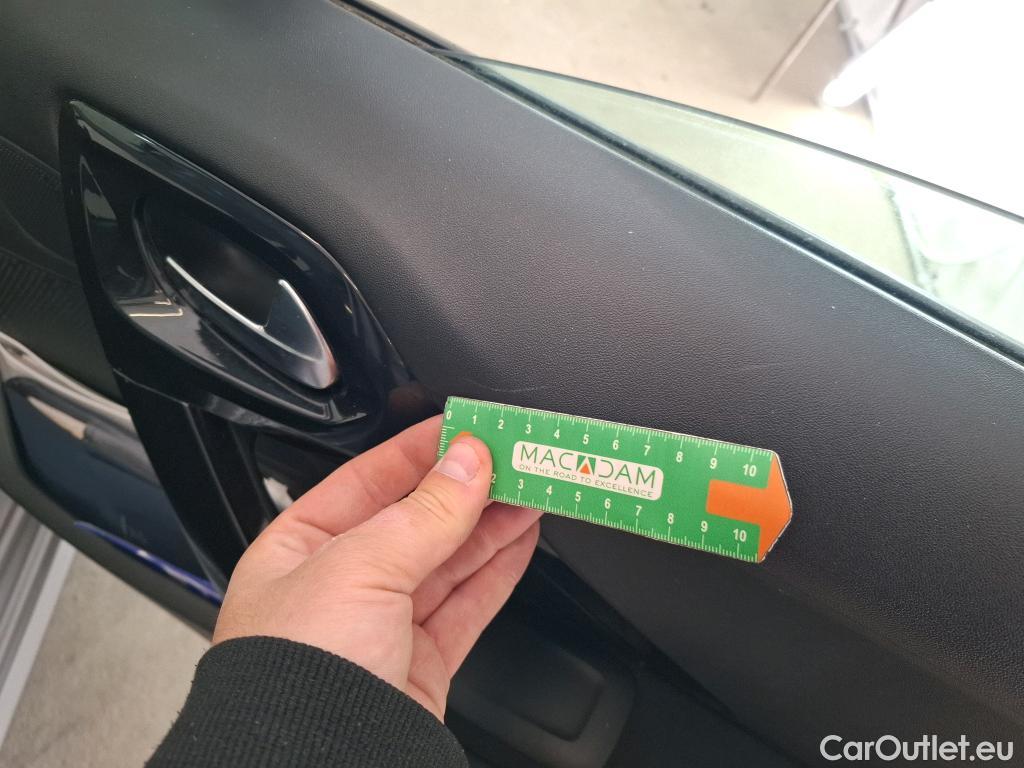 0 1 2 3 4 5 6 7 8 9 10
MACADAM
ON THE ROAD TO EXCELLENCE
2 3 4 5 6 7 8 9 10
CarOutlet.eu